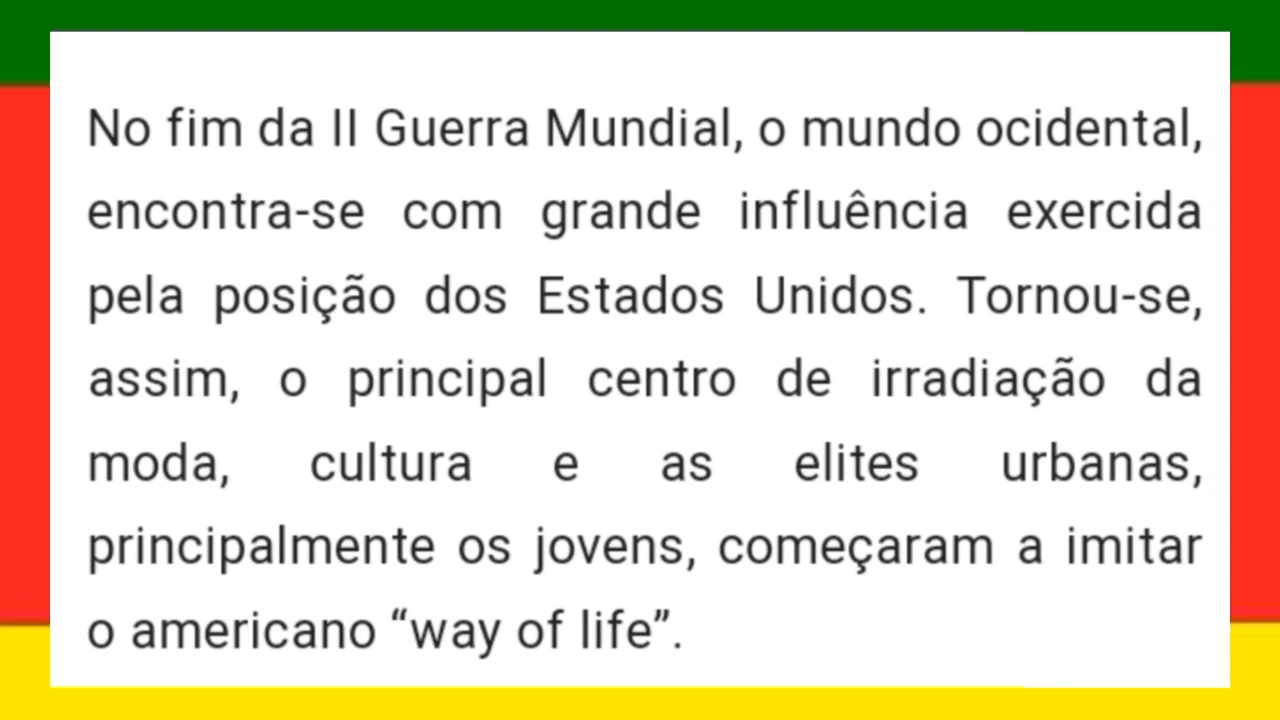 No fim da II Guerra Mundial, o mundo ocidental,
encontra-se com grande influência exercida
pela posição dos Estados Unidos. Tornou-se,
assim, o principal centro de irradiação da
moda, cultura e as elites urbanas,
principalmente os jovens, começaram a imitar
o americano “way of life”.